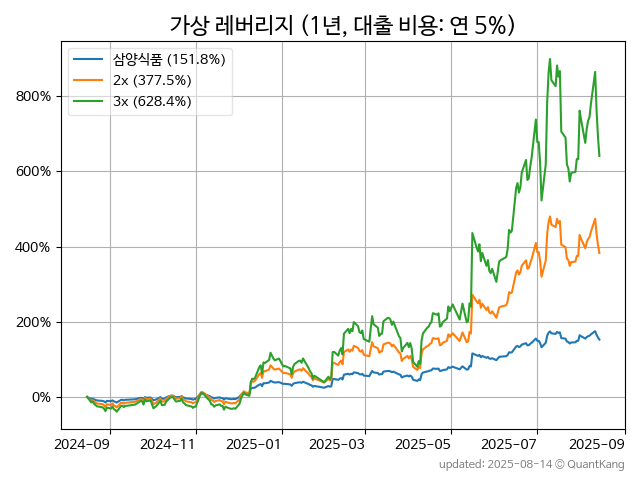 가상 레버리지 (1년, 대출 비용: 연 5%)
삼양식품 (151.8%)
2x (377.5%)
3x (628.4%)
800%
600%
400%
200%
0%
2024-09 2024-11 2025-01 2025-03 2025-05 2025-07 2025-09
updated: 2025-08-14 © QuantKang